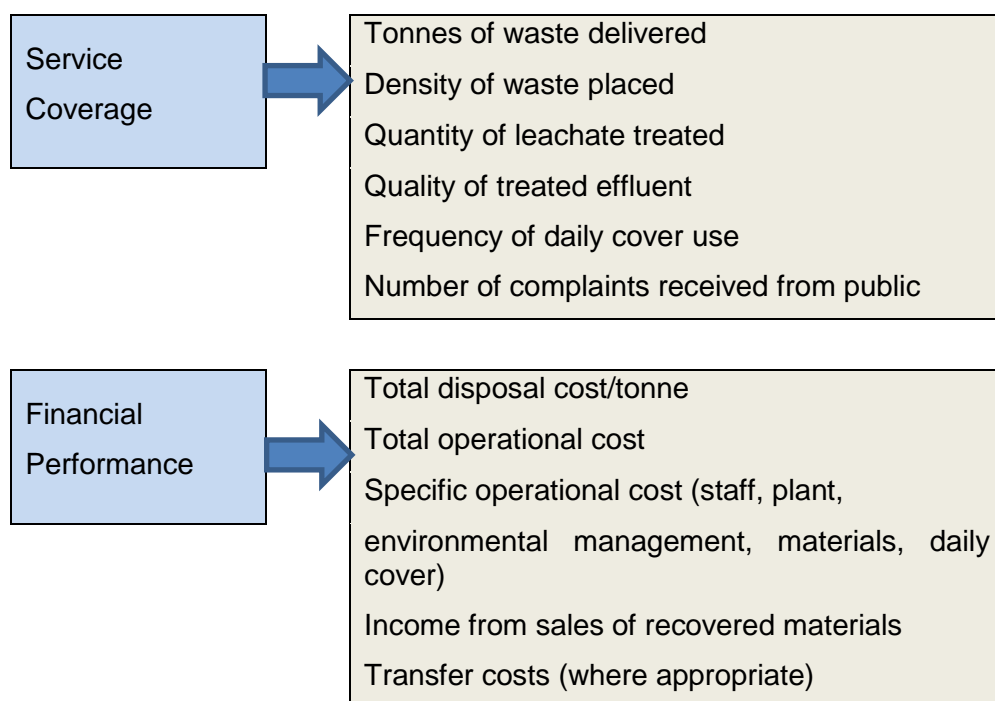 Service
Coverage
Tonnes of waste delivered
Density of waste placed
Quantity of leachate treated
Quality of treated effluent
Frequency of daily cover use
Number of complaints received from public
Financial
Performance
Total disposal cost/tonne
Total operational cost
Specific operational cost (staff, plant,
environmental management, materials, daily
cover)
Income from sales of recovered materials
Transfer costs (where appropriate)